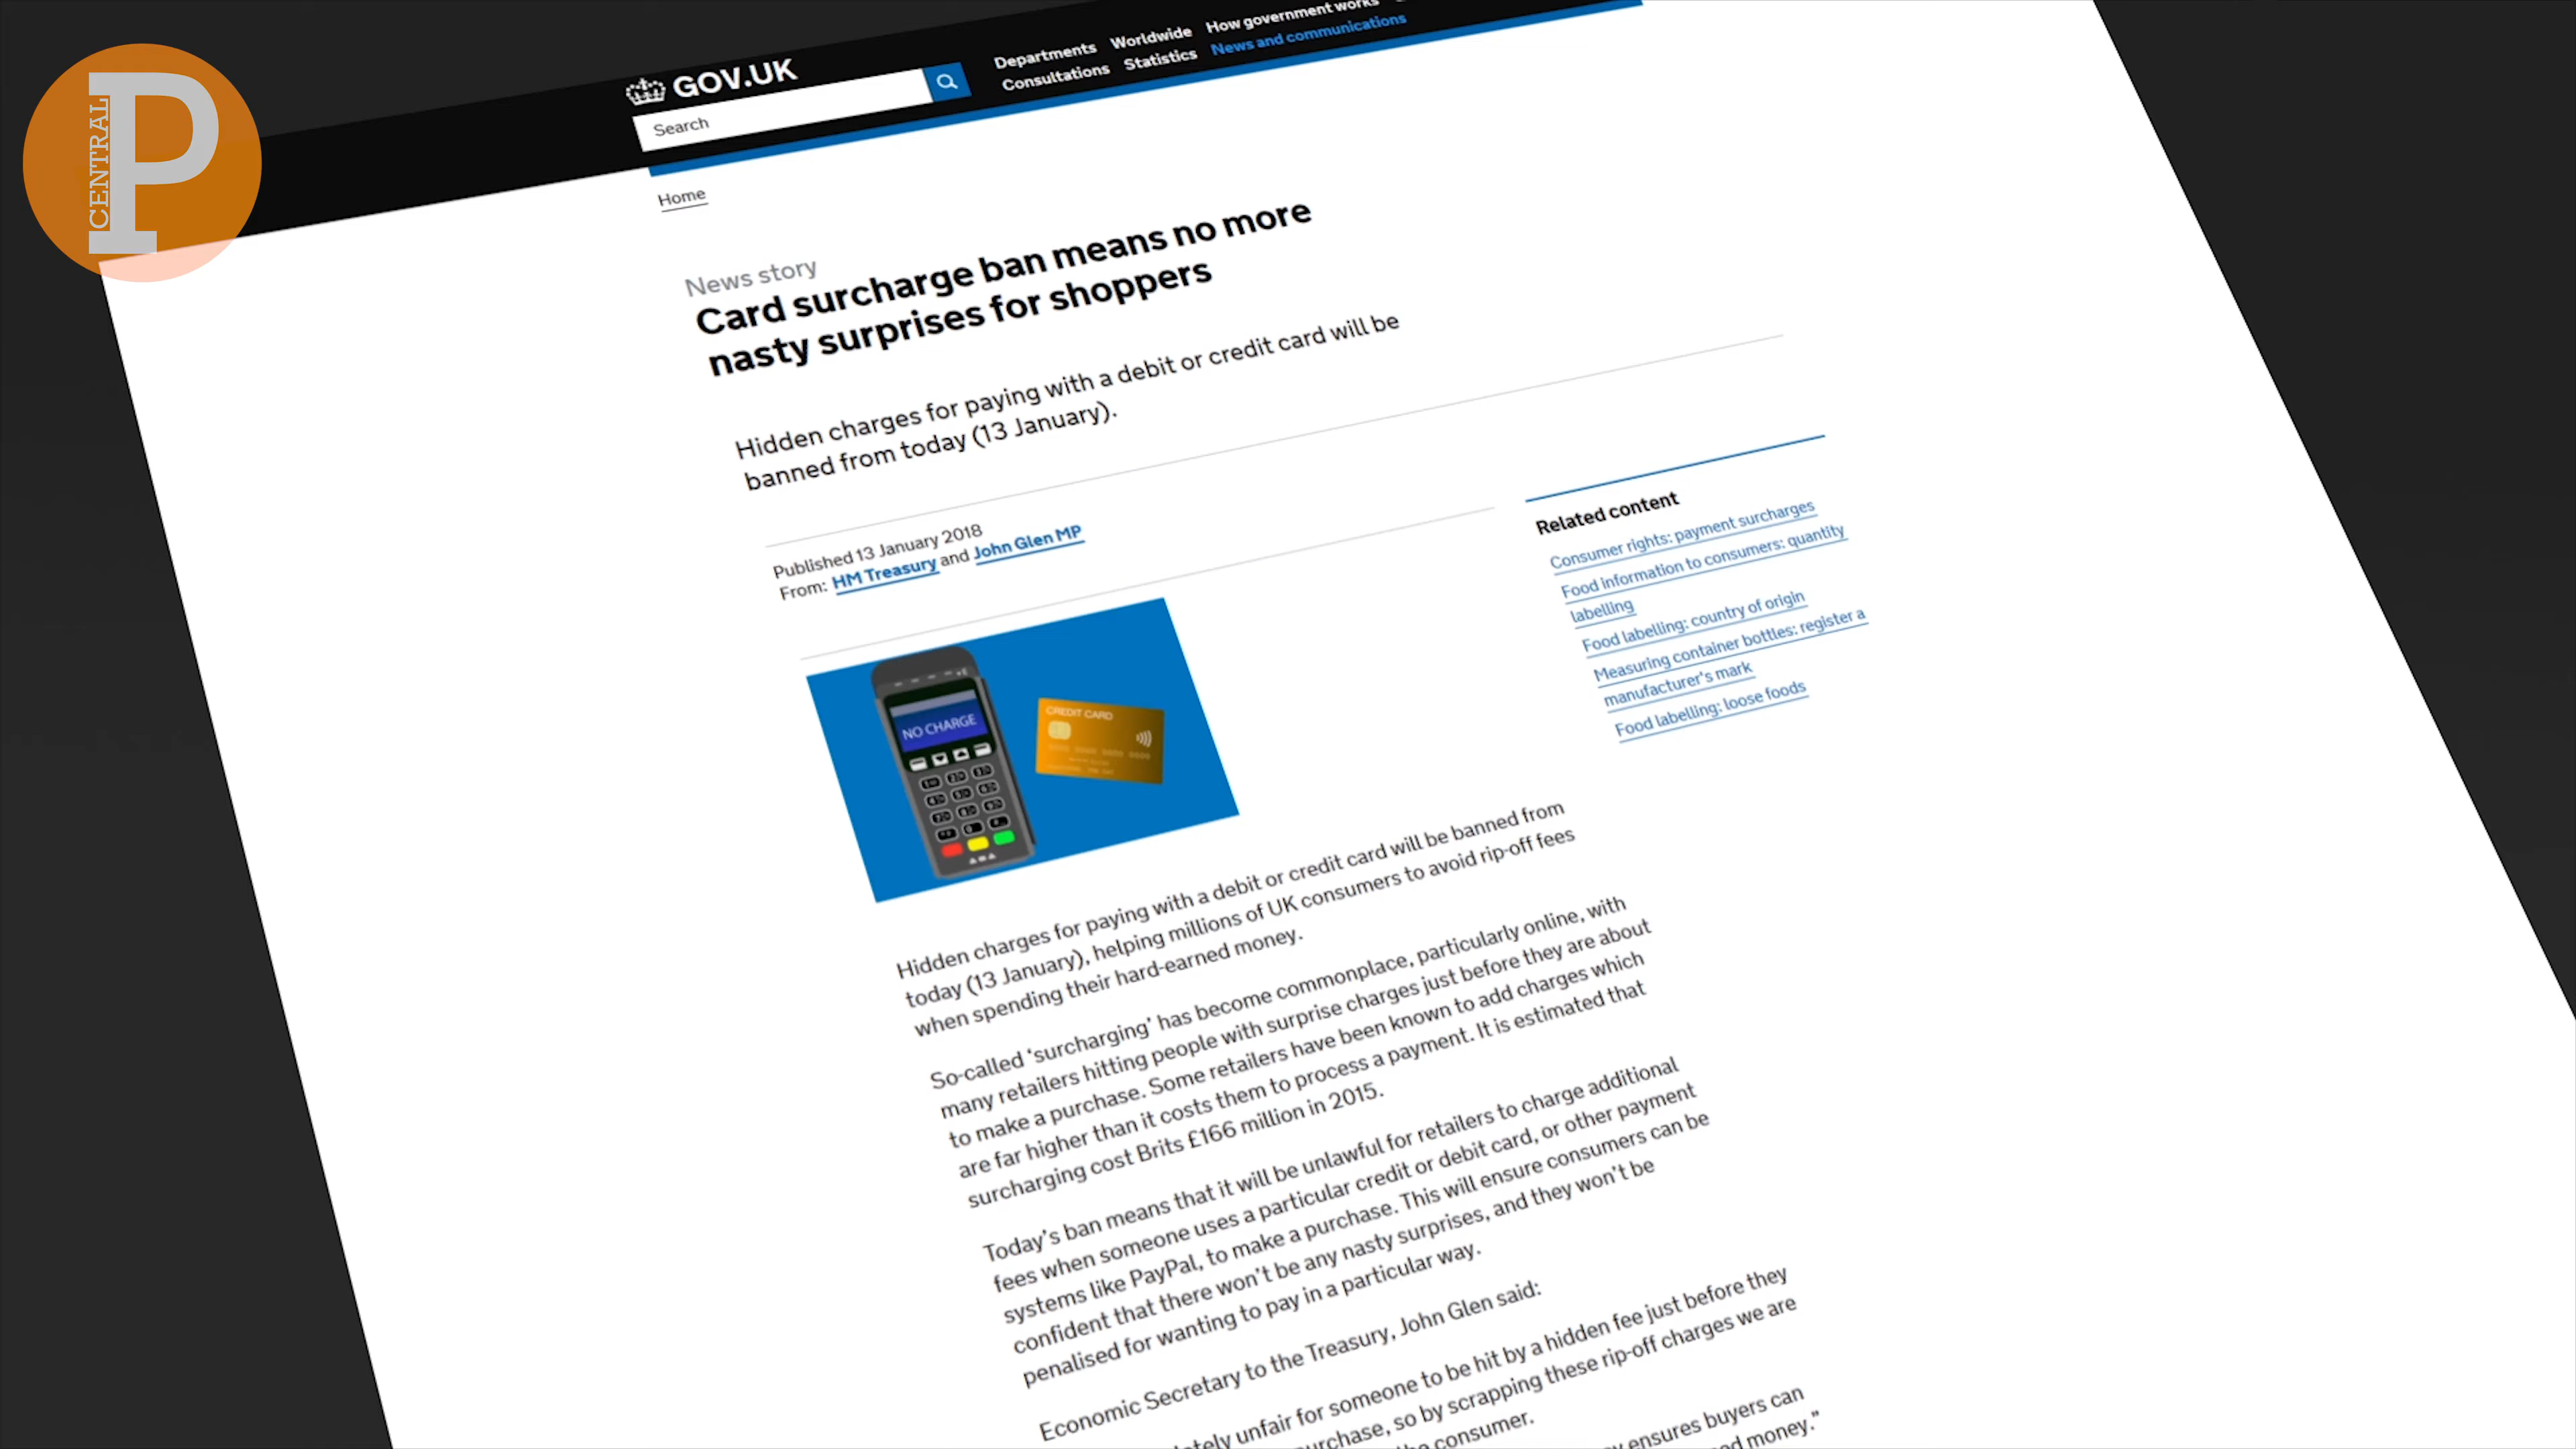 CENTRAL P
GOV.UK
Search
Departments Worldwide How government works
Consultations Statistics News and communications
Home
News story
Card surcharge ban means no more
nasty surprises for shoppers
Hidden charges for paying with a debit or credit card will be
banned from today (13 January).
Published 13 January 2018
From: HM Treasury and John Glen MP
Related content
Consumer rights: payment surcharges
Food information to consumers: quantity
labelling
Food labelling: country of origin
Measuring container bottles: register a
manufacturer's mark
Food labelling: loose foods
NO CHARGE
CREDIT CARD
Hidden charges for paying with a debit or credit card will be banned from
today (13 January), helping millions of UK consumers to avoid rip-off fees
when spending their hard-earned money.
So-called ‘surcharging’ has become commonplace, particularly online, with
many retailers hitting people with surprise charges just before they are about
to make a purchase. Some retailers have been known to add charges which
are far higher than it costs them to process a payment. It is estimated that
surcharging cost Brits £166 million in 2015.
Today’s ban means that it will be unlawful for retailers to charge additional
fees when someone uses a particular credit or debit card, or other payment
systems like PayPal, to make a purchase. This will ensure consumers can be
confident that there won’t be any nasty surprises, and they won’t be
penalised for wanting to pay in a particular way.
Economic Secretary to the Treasury, John Glen said:
unfair for someone to be hit by a hidden fee just before they
purchase, so by scrapping these rip-off charges we are
consumer.
ensures buyers can
money.”